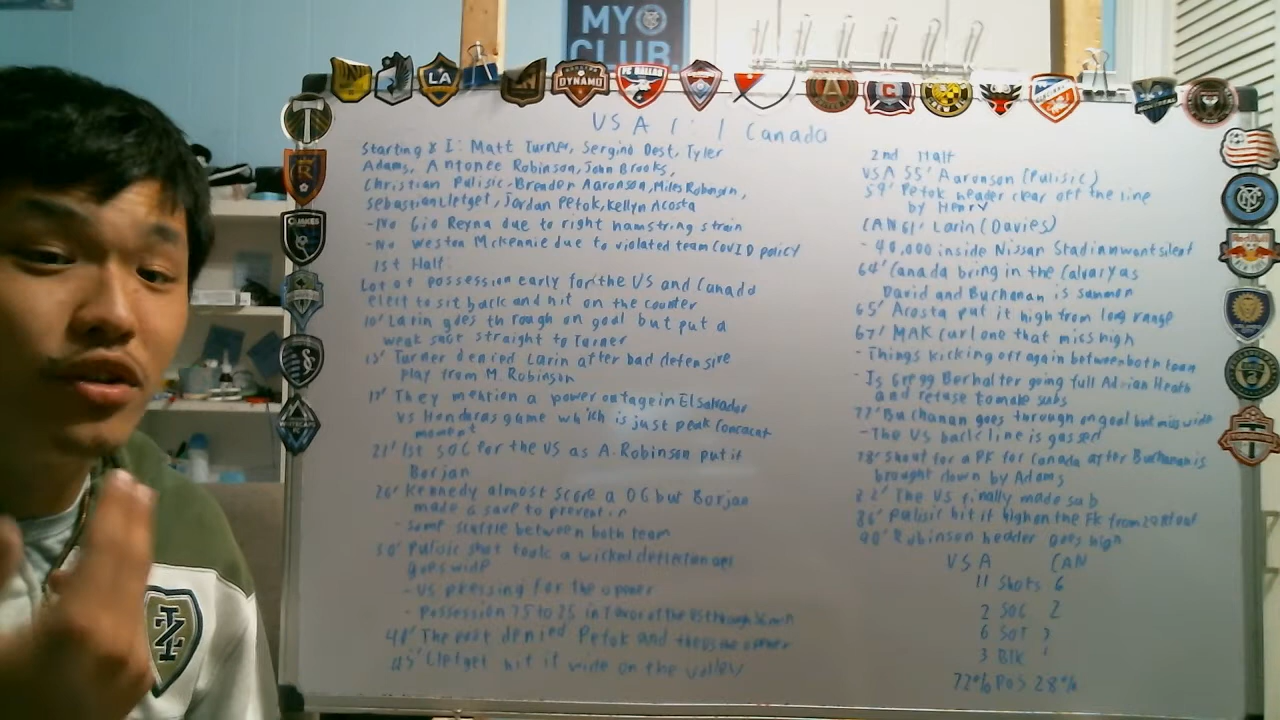 MY
CLUB.
LA
DYNAMO
FC DALLAS
USA 1:1 Canada
Starting XI: Matt Turner, Sergino Dest, Tyler
Adams, Antonee Robinson, John Brooks,
Christian Pulisic, Brender Aaronson, Miles Robinson,
Sebastian Lletget, Jordan Pefok, Kellyn Acosta
-No Gio Reyna due to right hamstring strain
-No Weston Mckennie due to violated team COVID policy
1st Half:
Lot of possession early for the US and Canada
elect to sit back and hit on the counter
10' Larin goes through on goal but put a
weak shot straight to Turner
13' Turner denied Larin after bad defensive
play from M. Robinson
17' They mention a power outage in El Salvador
vs Honduras game which is just peak Concacaf
moment
21' 1st SOG for the US as A. Robinson put it
Borjan
26' Kennedy almost score a OG but Borjan
made a save to prevent it
- Some scuffle between both team
30' Pulisic shot took a wicked deflection and
goes wide
- US pressing for the opener
- Possession 75 to 25 in favor of the US through 36 min
The post denied Pefok and the opener
45' Lletget hit it wide on the volley
2nd Half
USA 55' Aaronson (Pulisic)
59' Pefok header clear off the line
by Henry
CAN 61' Larin (Davies)
- 40,000 inside Nissan Stadium went silent
64' Canada bring in the Calvary as
David and Buchanan is summon
65' Acosta put it high from long range
67' MAK curl one that miss high
- Things kicking off again between both team
- Is Gregg Berhalter going full Adrian Heath
and refuse to make subs
72' Buchanan goes through on goal but miss wide
- The US backline is gassed
78' Shout for a PK for Canada after Buchanan is
brought down by Adams
The US finally made sub
86' Pulisic hit it high on the FK from
90' Robinson header goes high
USA CAN
11 Shots 6
2 SOG 2
6 SOT
3 Blk 1
72% Pos 28%